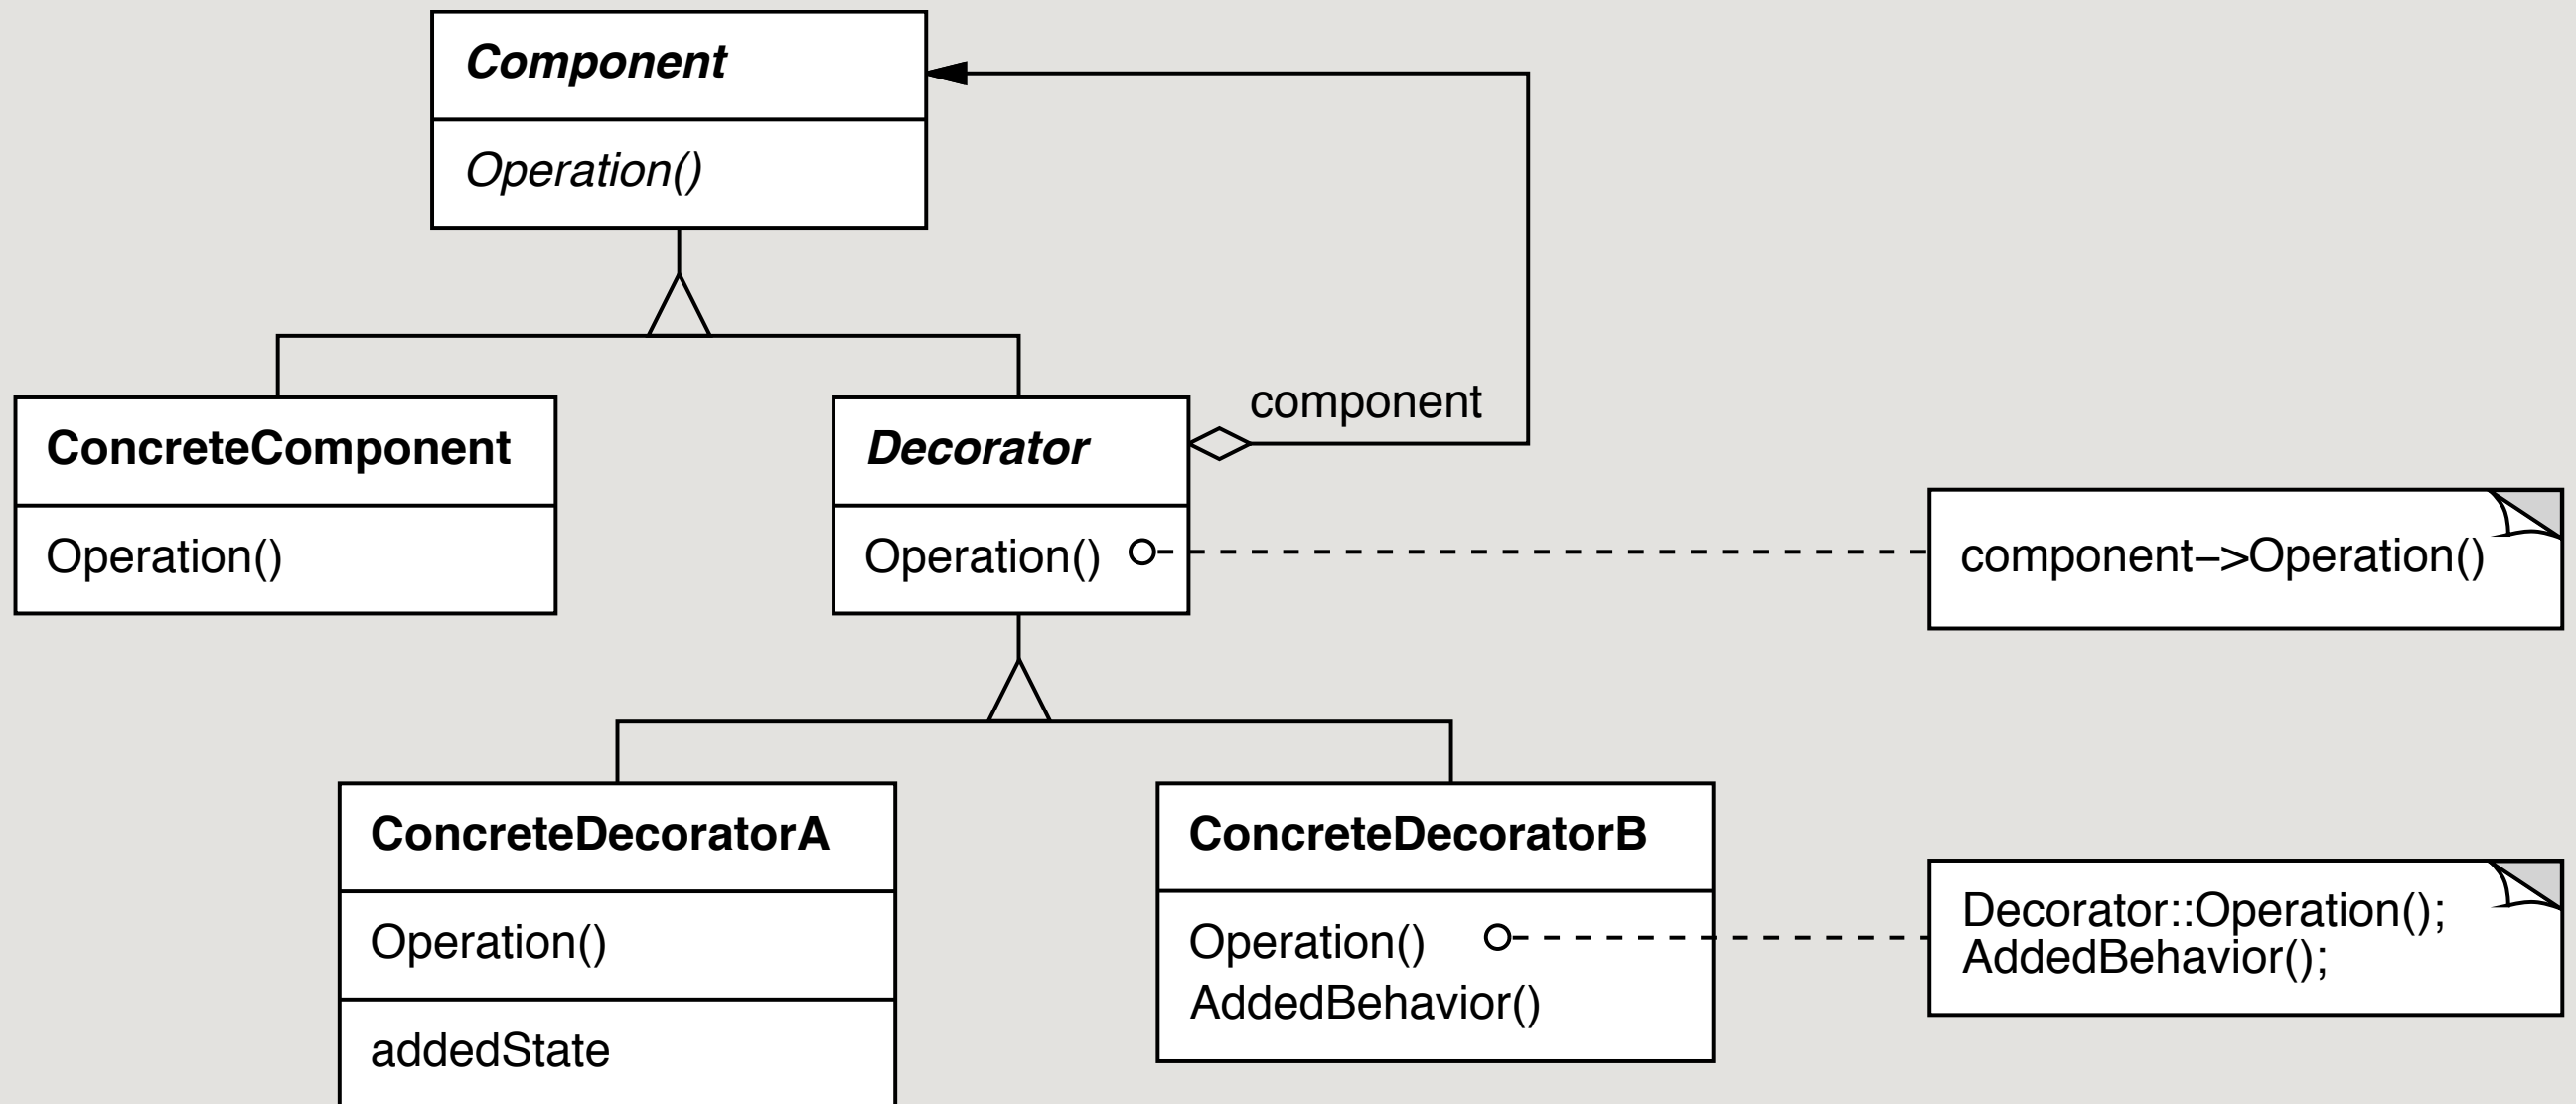 Component
Operation()
component
ConcreteComponent
Operation()
Decorator
Operation()
component–>Operation()
ConcreteDecoratorA
Operation()
addedState
ConcreteDecoratorB
Operation()
AddedBehavior()
Decorator::Operation();
AddedBehavior();